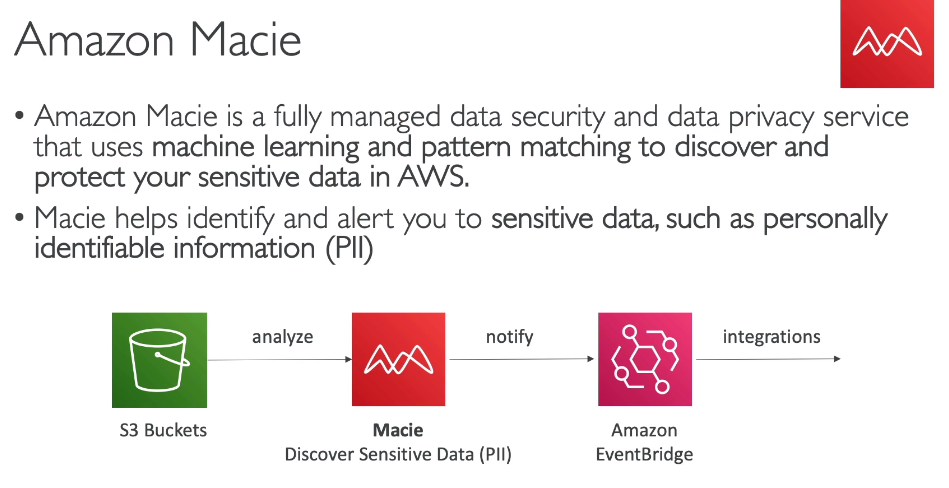 Amazon Macie
• Amazon Macie is a fully managed data security and data privacy service
that uses machine learning and pattern matching to discover and
protect your sensitive data in AWS.
• Macie helps identify and alert you to sensitive data, such as personally
identifiable information (PII)
analyze
notify
integrations
S3 Buckets
Macie
Discover Sensitive Data (PII)
Amazon
EventBridge